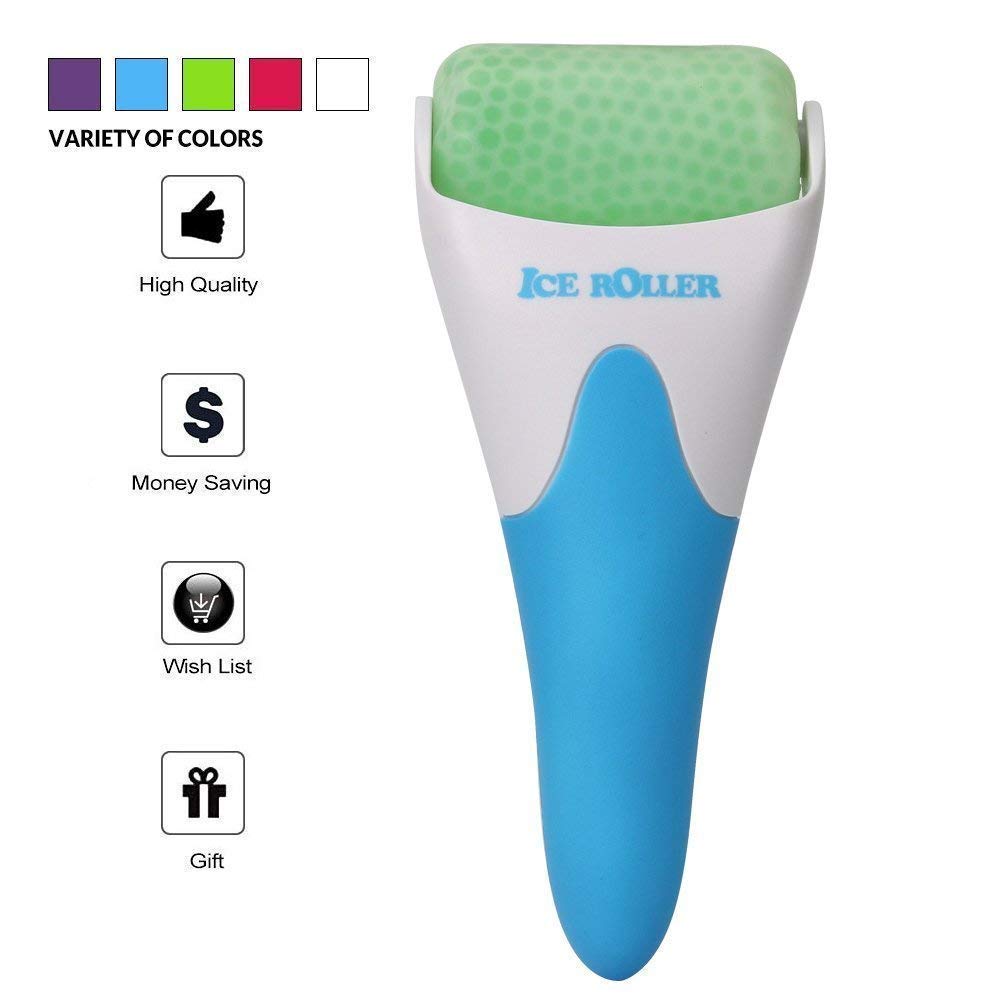 VARIETY OF COLORS
High Quality
ICE ROLLER
$
Money Saving
Wish List
Gift